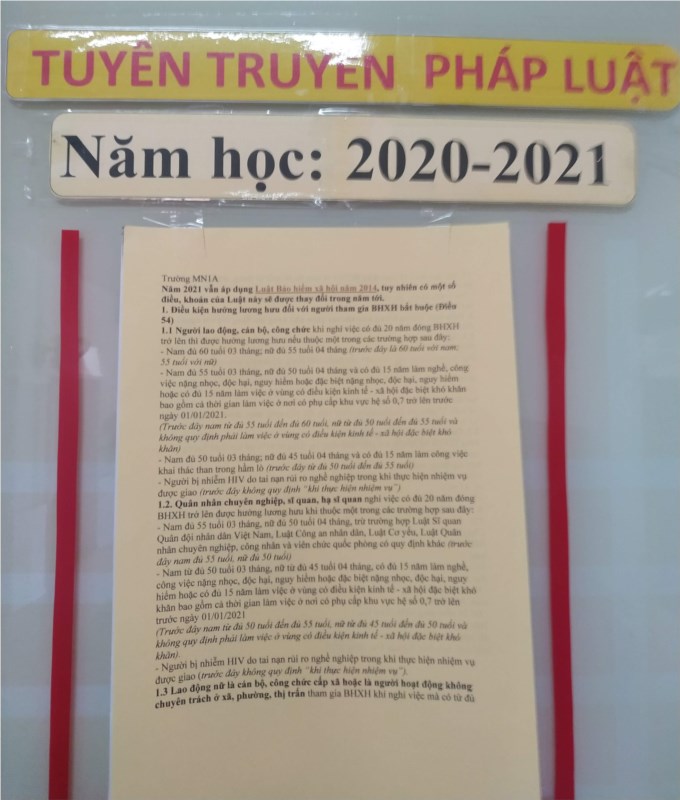 TUYÊN TRUYỀN PHÁP LUẬT
Năm học: 2020-2021
Trường MN1A
Năm 2021 vẫn áp dụng Luật Bảo hiểm xã hội năm 2014, tuy nhiên có một số
điều, khoản của Luật này sẽ được thay đổi trong năm tới.
1. Điều kiện hưởng lương hưu đối với người tham gia BHXH bắt buộc (Điều
54)
1.1 Người lao động, cán bộ, công chức khi nghỉ việc có đủ 20 năm đóng BHXH
trở lên thì được hưởng lương hưu nếu thuộc một trong các trường hợp sau đây:
- Nam đủ 60 tuổi 03 tháng; nữ đủ 55 tuổi 04 tháng (trước đây là 60 tuổi với nam;
55 tuổi với nữ)
- Nam đủ 55 tuổi 03 tháng, nữ đủ 50 tuổi 04 tháng và có đủ 15 năm làm nghề, công
việc nặng nhọc, độc hại, nguy hiểm hoặc đặc biệt nặng nhọc, độc hại, nguy hiểm
hoặc có đủ 15 năm làm việc ở vùng có điều kiện kinh tế - xã hội đặc biệt khó khăn
bao gồm cả thời gian làm việc ở nơi có phụ cấp khu vực hệ số 0,7 trở lên trước
ngày 01/01/2021.
(Trước đây nam từ đủ 55 tuổi đến đủ 60 tuổi, nữ từ đủ 50 tuổi đến đủ 55 tuổi và
không quy định phải làm việc ở vùng có điều kiện kinh tế - xã hội đặc biệt khó
khăn)
- Nam đủ 50 tuổi 03 tháng; nữ đủ 45 tuổi 04 tháng và có đủ 15 năm làm công việc
khai thác than trong hầm lò (trước đây từ đủ 50 tuổi đến đủ 55 tuổi)
- Người bị nhiễm HIV do tai nạn rủi ro nghề nghiệp trong khi thực hiện nhiệm vụ
được giao (trước đây không quy định "khi thực hiện nhiệm vụ")
1.2. Quân nhân chuyên nghiệp, sĩ quan, hạ sĩ quan nghỉ việc có đủ 20 năm đóng
BHXH trở lên được hưởng lương hưu khi thuộc một trong các trường hợp sau đây:
- Nam đủ 55 tuổi 03 tháng, nữ đủ 50 tuổi 04 tháng, trừ trường hợp Luật Sĩ quan
Quân đội nhân dân Việt Nam, Luật Công an nhân dân, Luật Cơ yếu, Luật Quân
nhân chuyên nghiệp, công nhân và viên chức quốc phòng có quy định khác (trước
đây nam đủ 55 tuổi, nữ đủ 50 tuổi)
- Nam từ đủ 50 tuổi 03 tháng, nữ từ đủ 45 tuổi 04 tháng, có đủ 15 năm làm nghề,
công việc nặng nhọc, độc hại, nguy hiểm hoặc đặc biệt nặng nhọc, độc hại, nguy
hiểm hoặc có đủ 15 năm làm việc ở vùng có điều kiện kinh tế - xã hội đặc biệt khó
khăn bao gồm cả thời gian làm việc ở nơi có phụ cấp khu vực hệ số 0,7 trở lên
trước ngày 01/01/2021
(Trước đây nam từ đủ 50 tuổi đến đủ 55 tuổi, nữ từ đủ 45 tuổi đến đủ 50 tuổi và
không quy định phải làm việc ở vùng có điều kiện kinh tế - xã hội đặc biệt khó
khăn).
- Người bị nhiễm HIV do tai nạn rủi ro nghề nghiệp trong khi thực hiện nhiệm vụ
được giao (trước đây không quy định "khi thực hiện nhiệm vụ").
1.3 Lao động nữ là cán bộ, công chức cấp xã hoặc là người hoạt động không
chuyên trách ở xã, phường, thị trấn tham gia BHXH khi nghỉ việc mà có từ đủ